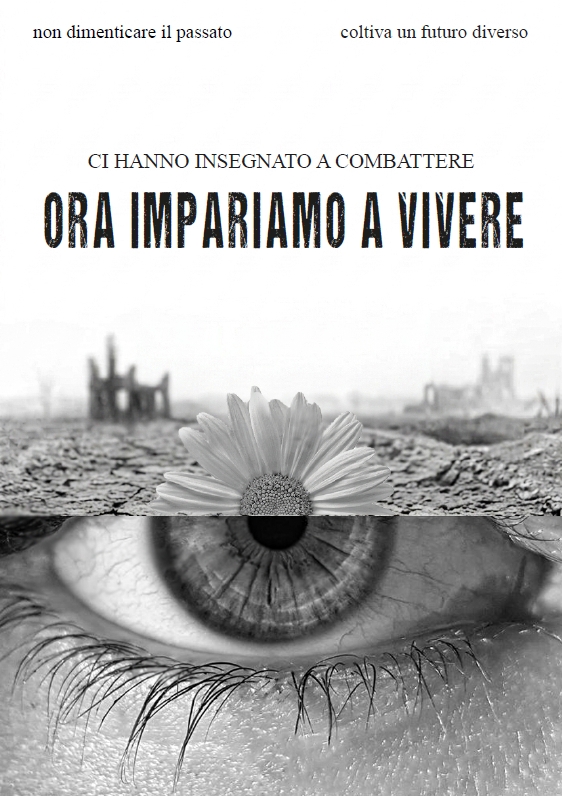 non dimenticare il passato
coltiva un futuro diverso
CI HANNO INSEGNATO A COMBATTERE
ORA IMPARIAMO A VIVERE